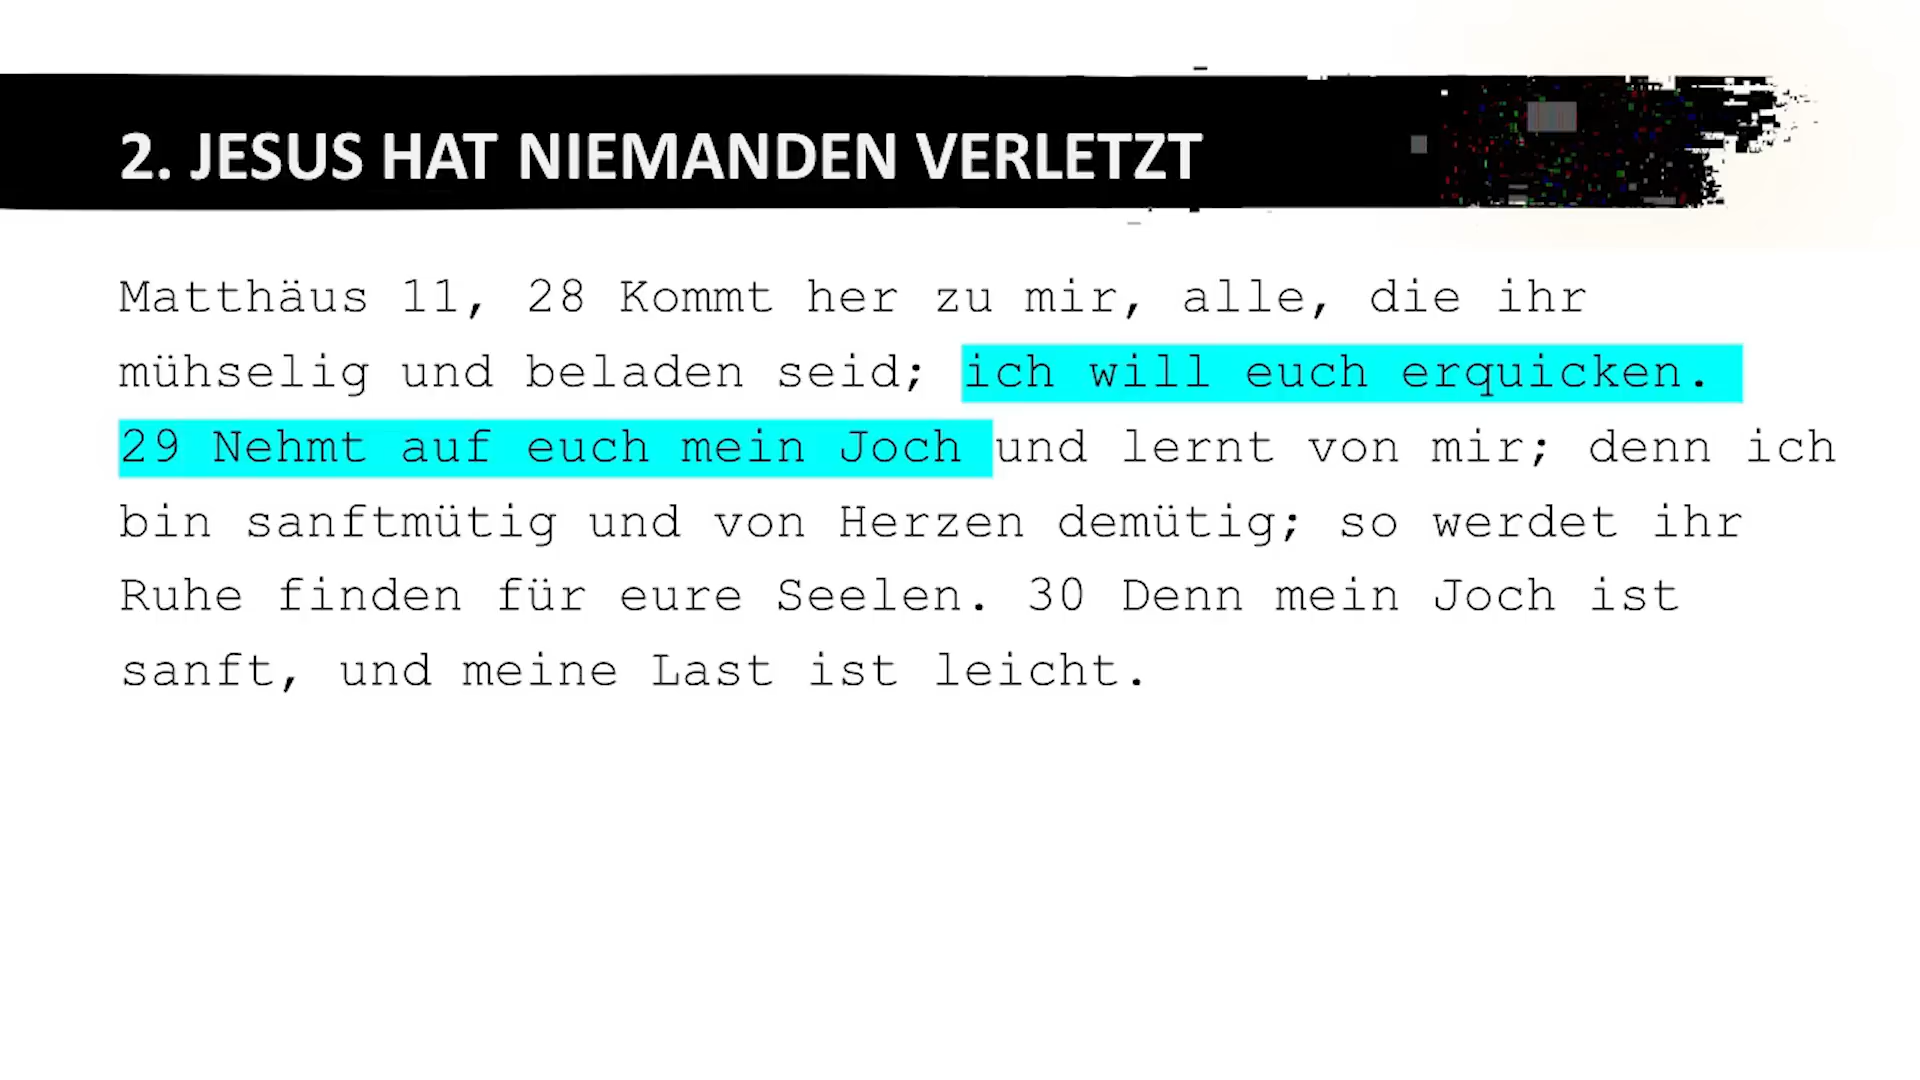 2. JESUS HAT NIEMANDEN VERLETZT
Matthäus 11, 28 Kommt her zu mir, alle, die ihr
mühselig und beladen seid; ich will euch erquicken.
29 Nehmt auf euch mein Joch und lernt von mir; denn ich
bin sanftmütig und von Herzen demütig; so werdet ihr
Ruhe finden für eure Seelen. 30 Denn mein Joch ist
sanft, und meine Last ist leicht.